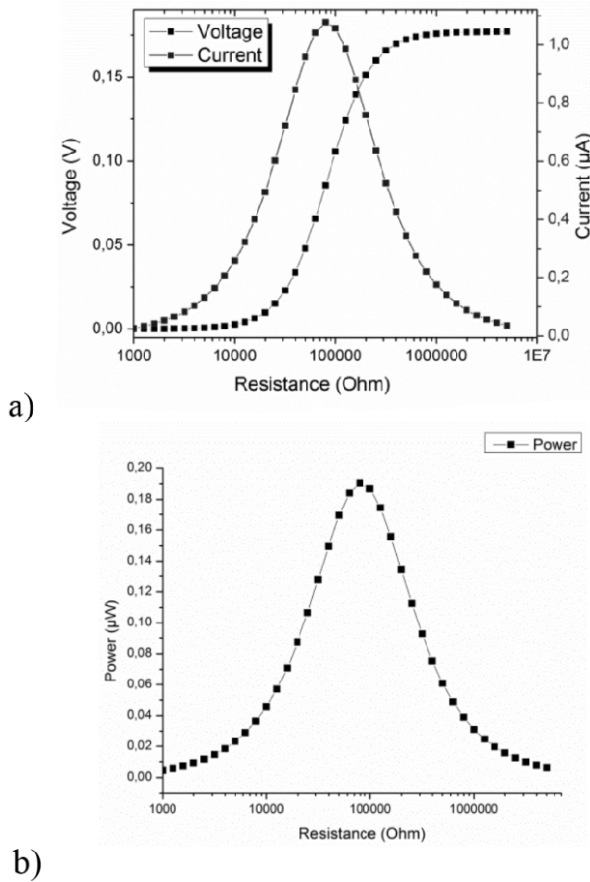 Voltage
Current
0,15
0,10
0,05
0,00
Voltage (V)
1,0
0,8
0,6
0,4
0,2
0,0
Current (µA)
1000
10000
100000
1000000
1E7
Resistance (Ohm)
a)
Power
0,20
0,18
0,16
0,14
0,12
0,10
0,08
0,06
0,04
0,02
0,00
Power (µW)
1000
10000
100000
1000000
Resistance (Ohm)
b)